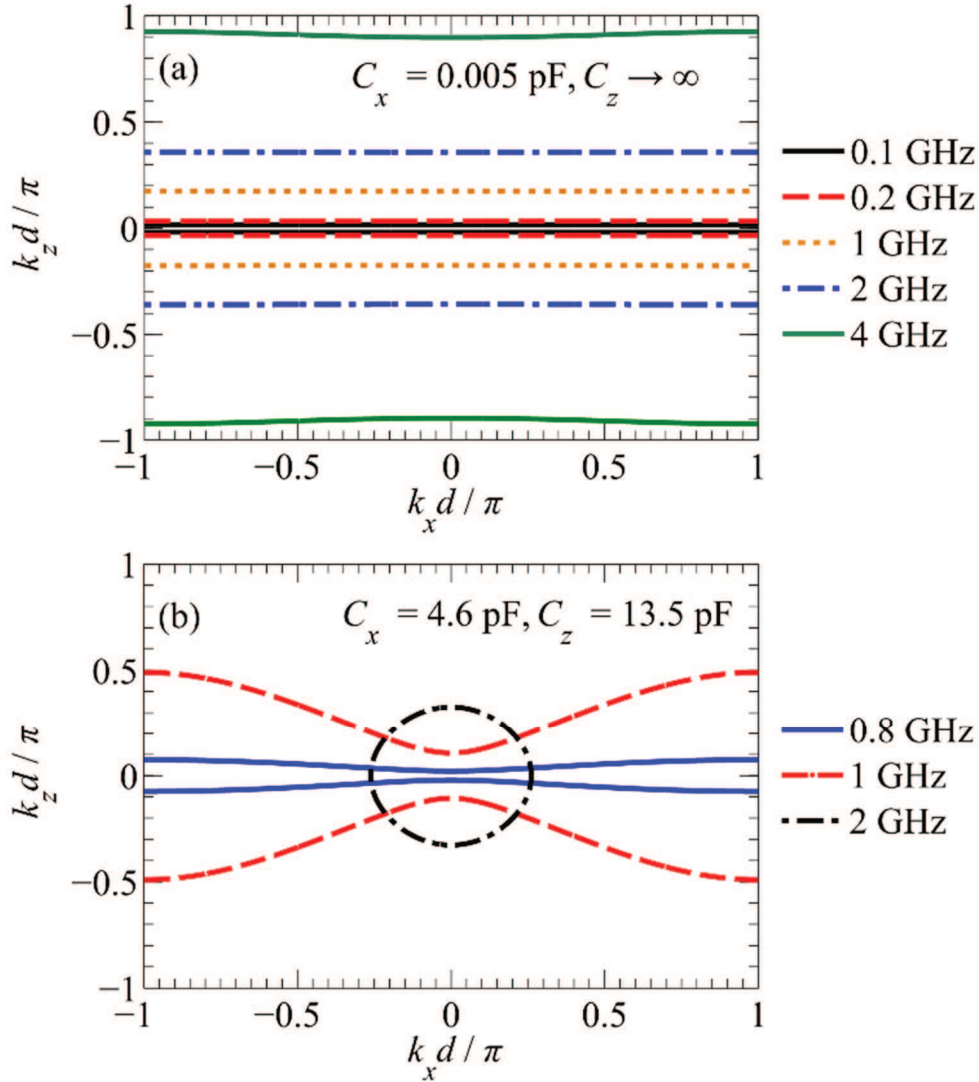 (a)
C_x = 0.005 pF, C_z → ∞
1
0.5
0
−0.5
−1
k_z d / π
−1 −0.5 0 0.5 1
k_x d / π
0.1 GHz
0.2 GHz
1 GHz
2 GHz
4 GHz
(b)
C_x = 4.6 pF, C_z = 13.5 pF
1
0.5
0
−0.5
−1
k_z d / π
−1 −0.5 0 0.5 1
k_x d / π
0.8 GHz
1 GHz
2 GHz